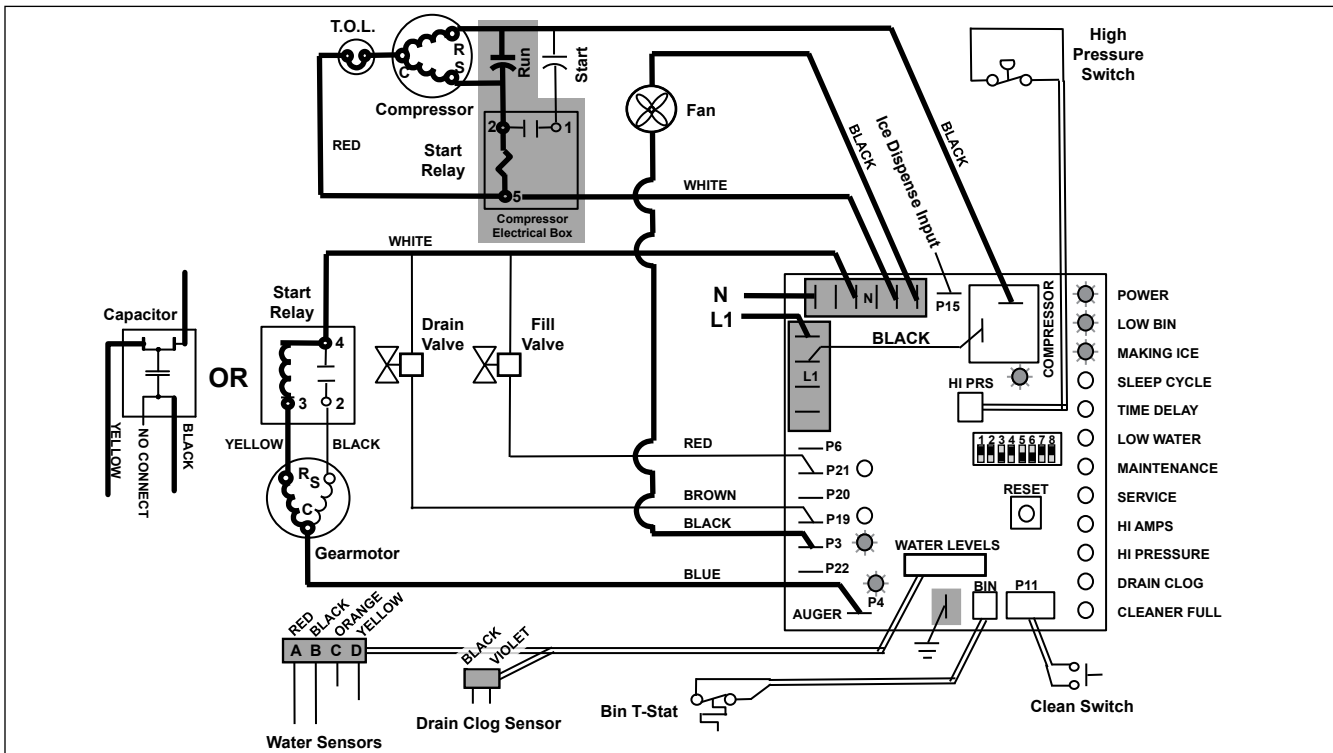 T.O.L.
R
S
C
Compressor
Run
Start
2
1
Start
Relay
5
Compressor
Electrical Box
RED
WHITE
Fan
BLACK
Ice Dispense Input
BLACK
High
Pressure
Switch
WHITE
Capacitor
YELLOW
NO CONNECT
BLACK
OR
Start
Relay
4
3
2
YELLOW
BLACK
R
S
C
Gearmotor
Drain
Valve
Fill
Valve
N
L1
N
P15
L1
BLACK
COMPRESSOR
HI PRS
1 2 3 4 5 6 7 8
RESET
POWER
LOW BIN
MAKING ICE
SLEEP CYCLE
TIME DELAY
LOW WATER
MAINTENANCE
SERVICE
HI AMPS
HI PRESSURE
DRAIN CLOG
CLEANER FULL
RED
BROWN
BLACK
BLUE
P6
P21
P20
P19
P3
P22
P4
AUGER
WATER LEVELS
BIN
P11
RED
BLACK
ORANGE
YELLOW
A B C D
Water Sensors
BLACK
VIOLET
Drain Clog Sensor
Bin T-Stat
Clean Switch